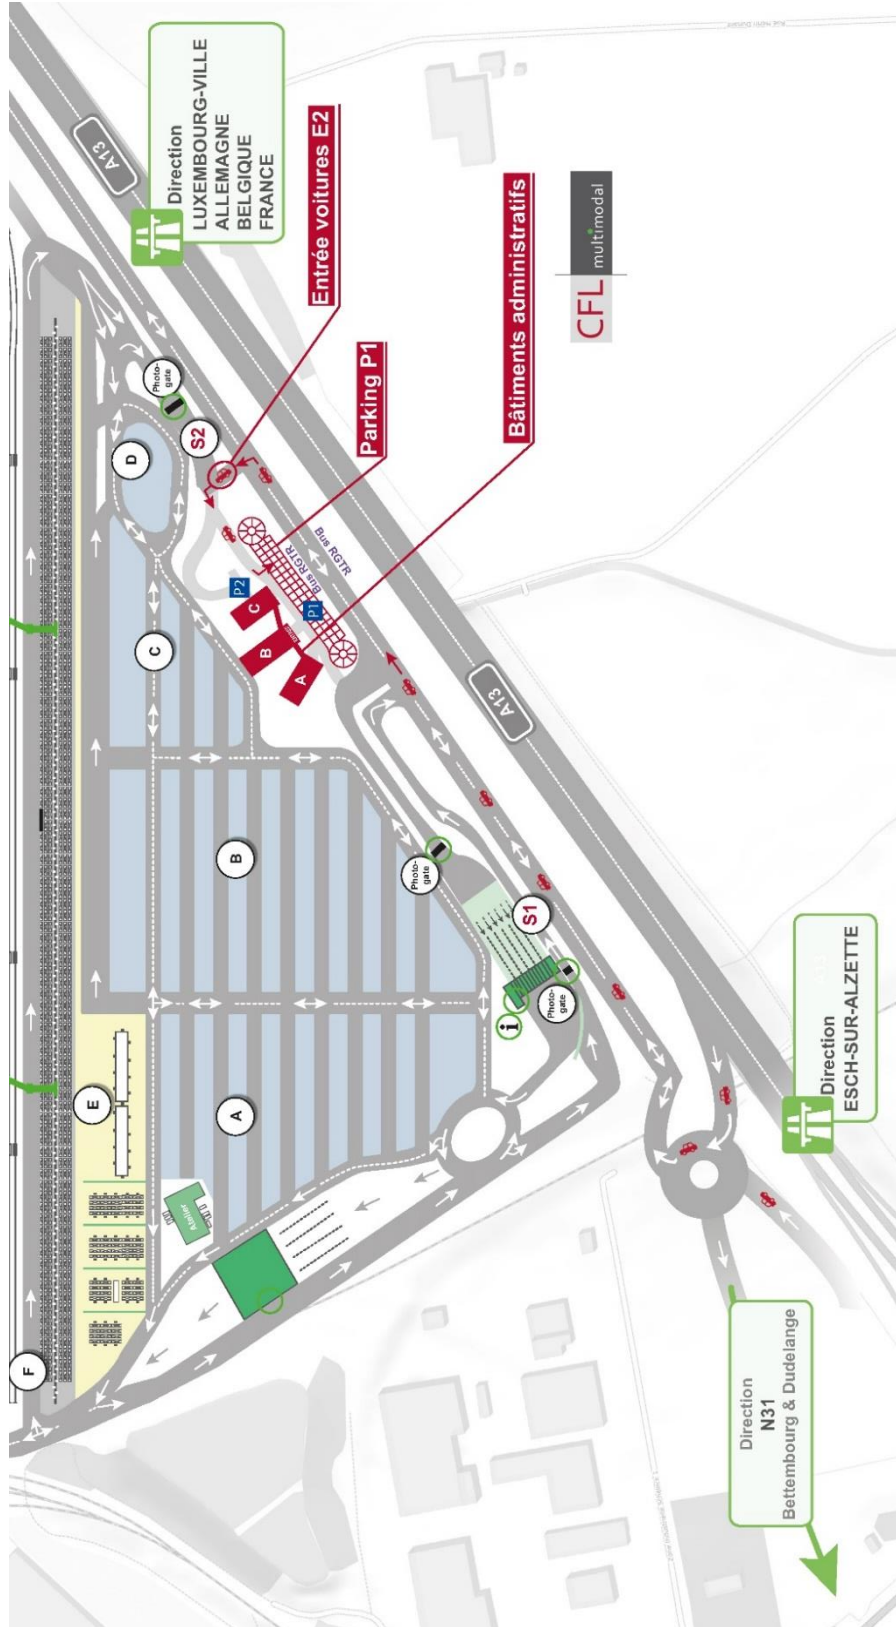 Direction
LUXEMBOURG-VILLE
ALLEMAGNE
BELGIQUE
FRANCE
A13
Entrée voitures E2
Parking P1
Bâtiments administratifs
CFL multimodal
Photo-
gate
S2
D
C
P2
P1
C
B
A
Bus RGTR
Bus RGTR
A13
B
Photo-
gate
S1
i
Photo-
gate
E
A
Atelier
F
Direction
ESCH-SUR-ALZETTE
Direction
N31
Bettembourg & Dudelange